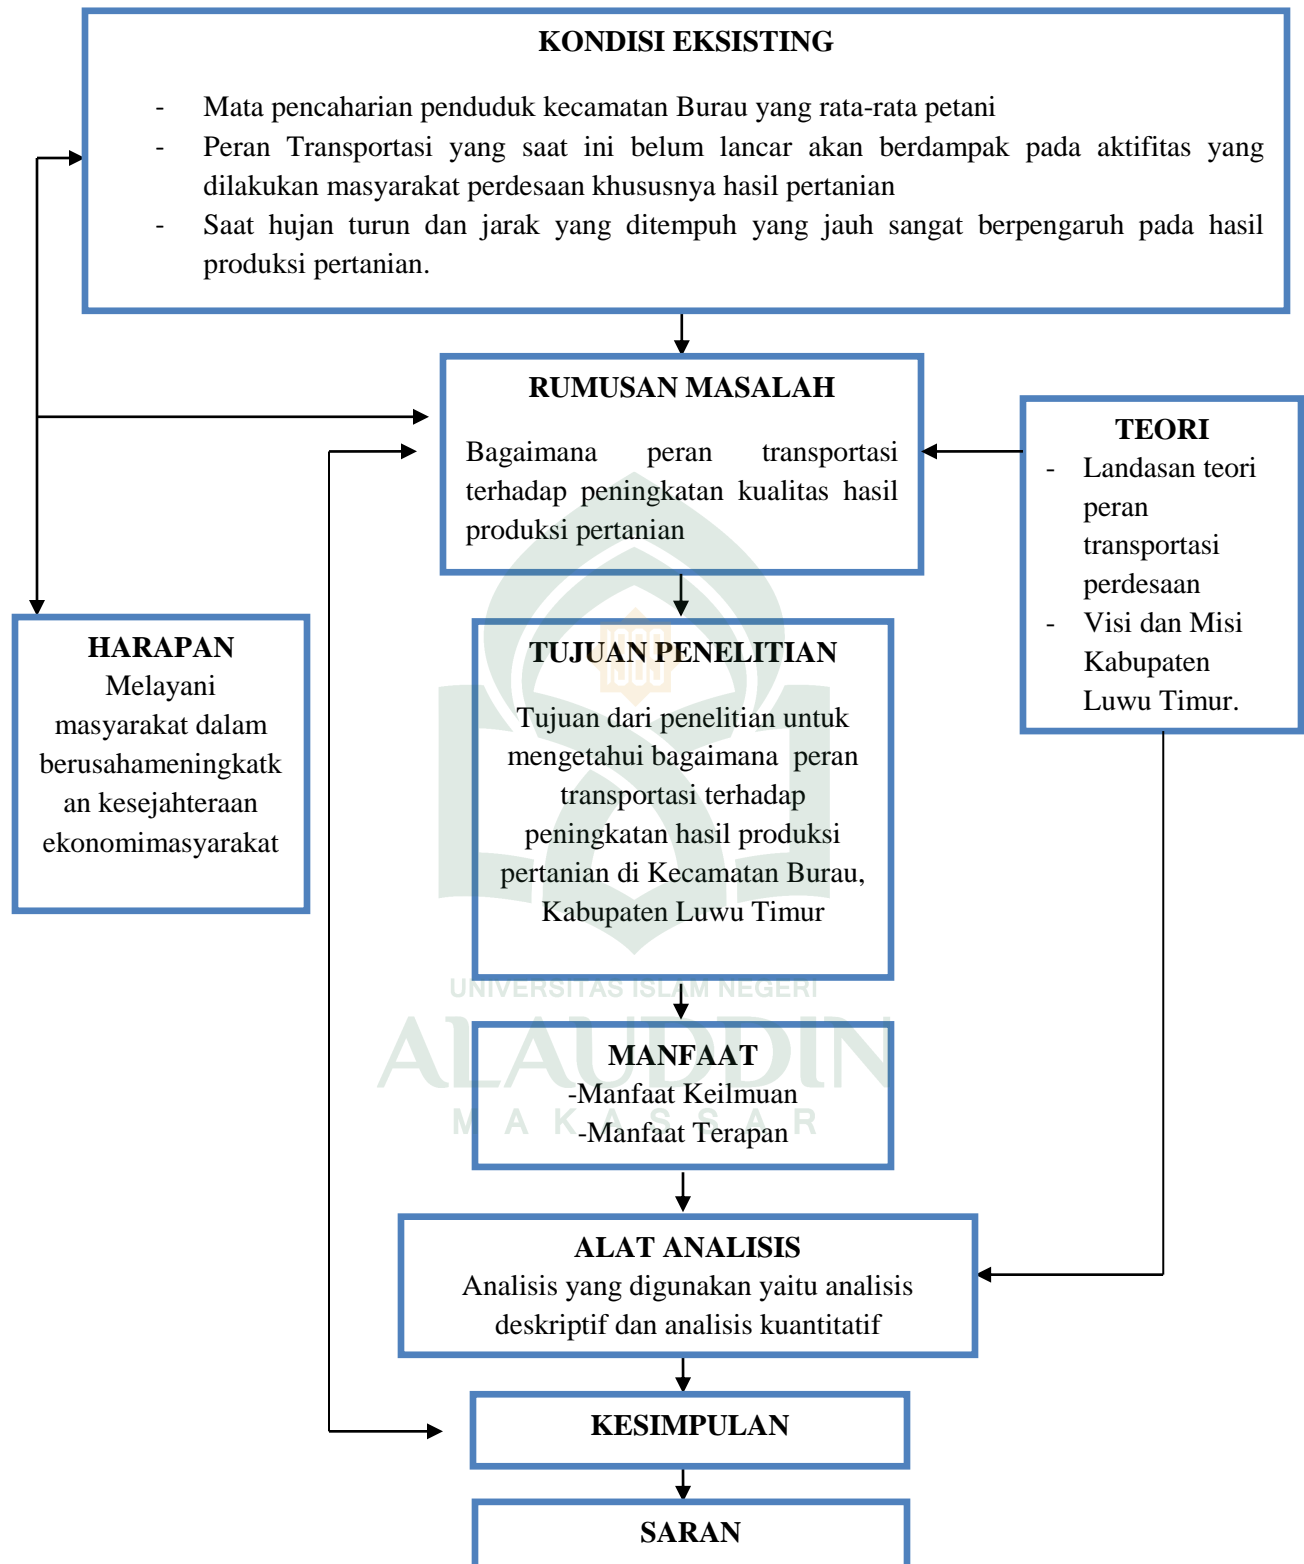 KONDISI EKSISTING
- Mata pencaharian penduduk kecamatan Burau yang rata-rata petani
- Peran Transportasi yang saat ini belum lancar akan berdampak pada aktifitas yang
dilakukan masyarakat perdesaan khususnya hasil pertanian
- Saat hujan turun dan jarak yang ditempuh yang jauh sangat berpengaruh pada hasil
produksi pertanian.
RUMUSAN MASALAH
Bagaimana peran transportasi
terhadap peningkatan kualitas hasil
produksi pertanian
TEORI
- Landasan teori
peran
transportasi
perdesaan
- Visi dan Misi
Kabupaten
Luwu Timur.
HARAPAN
Melayani
masyarakat dalam
berusahameningkatk
an kesejahteraan
ekonomimasyarakat
TUJUAN PENELITIAN
Tujuan dari penelitian untuk
mengetahui bagaimana peran
transportasi terhadap
peningkatan hasil produksi
pertanian di Kecamatan Burau,
Kabupaten Luwu Timur
1965
UNIVERSITAS ISLAM NEGERI
ALAUDDIN
MAKASSAR
MANFAAT
-Manfaat Keilmuan
-Manfaat Terapan
ALAT ANALISIS
Analisis yang digunakan yaitu analisis
deskriptif dan analisis kuantitatif
KESIMPULAN
SARAN